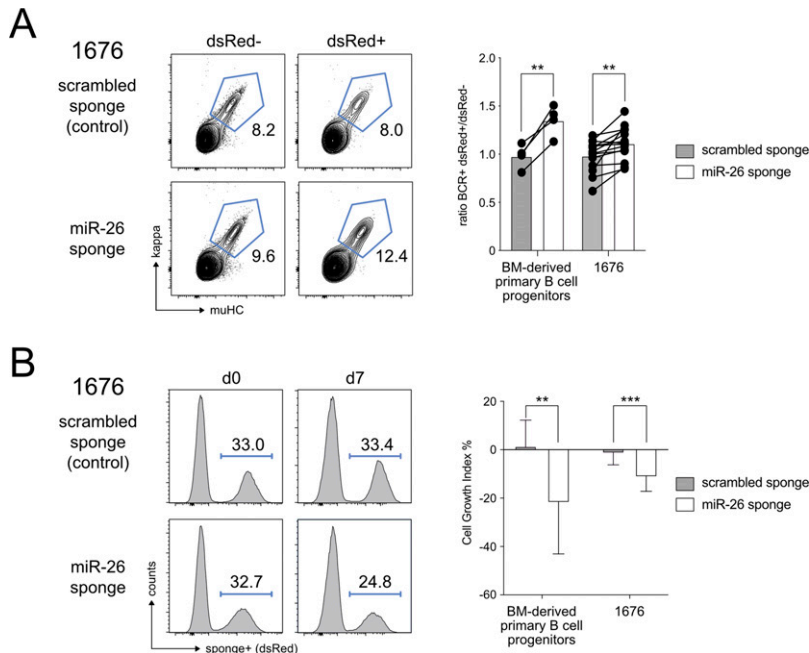 A
1676
scrambled
sponge
(control)
dsRed-
dsRed+
8.2
8.0
miR-26
sponge
9.6
12.4
kappa
muHC
ratio BCR+ dsRed+/dsRed-
2.0
1.5
1.0
0.5
0
**
**
BM-derived
primary B cell
progenitors
1676
scrambled sponge
miR-26 sponge
B
1676
scrambled
sponge
(control)
d0
d7
33.0
33.4
miR-26
sponge
32.7
24.8
counts
sponge+ (dsRed)
Cell Growth Index %
20
0
-20
-40
-60
**
***
BM-derived
primary B cell
progenitors
1676
scrambled sponge
miR-26 sponge